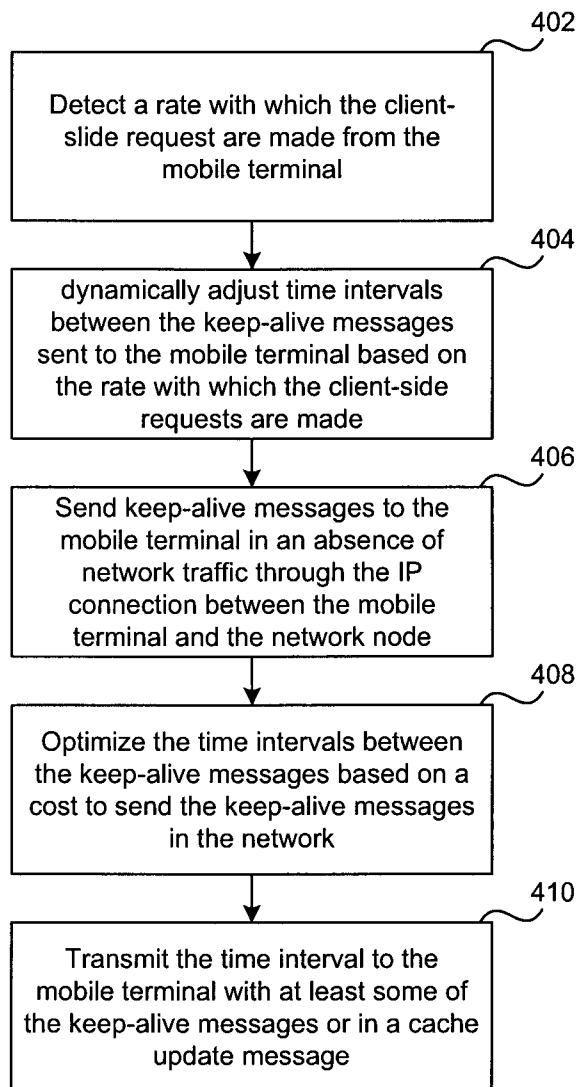 402
Detect a rate with which the client-
slide request are made from the
mobile terminal
404
dynamically adjust time intervals
between the keep-alive messages
sent to the mobile terminal based on
the rate with which the client-side
requests are made
406
Send keep-alive messages to the
mobile terminal in an absence of
network traffic through the IP
connection between the mobile
terminal and the network node
408
Optimize the time intervals between
the keep-alive messages based on a
cost to send the keep-alive messages
in the network
410
Transmit the time interval to the
mobile terminal with at least some of
the keep-alive messages or in a cache
update message